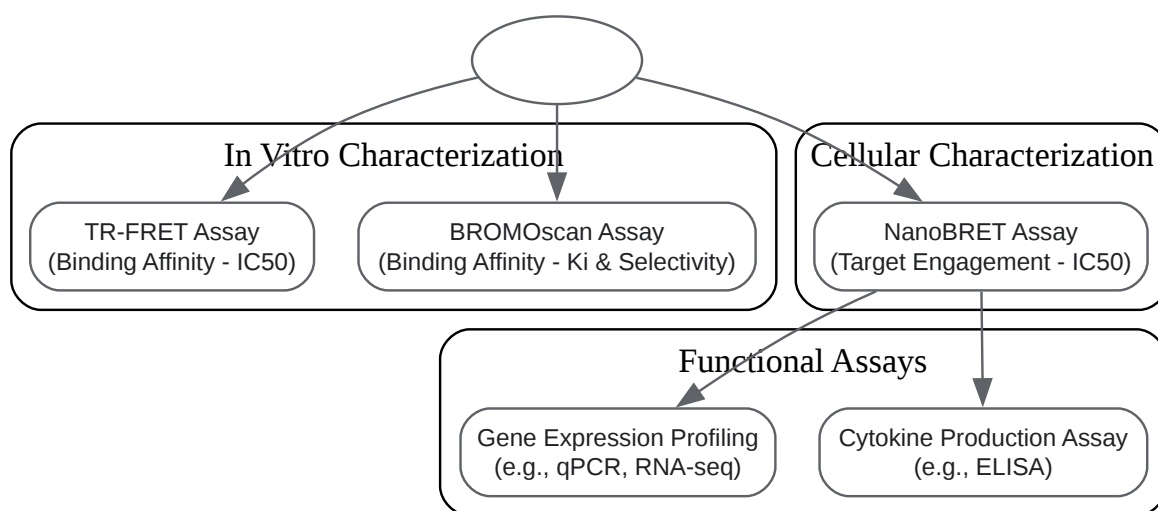 In Vitro Characterization
Cellular Characterization
TR-FRET Assay
(Binding Affinity - IC50)
BROMOscan Assay
(Binding Affinity - Ki & Selectivity)
NanoBRET Assay
(Target Engagement - IC50)
Functional Assays
Gene Expression Profiling
(e.g., qPCR, RNA-seq)
Cytokine Production Assay
(e.g., ELISA)